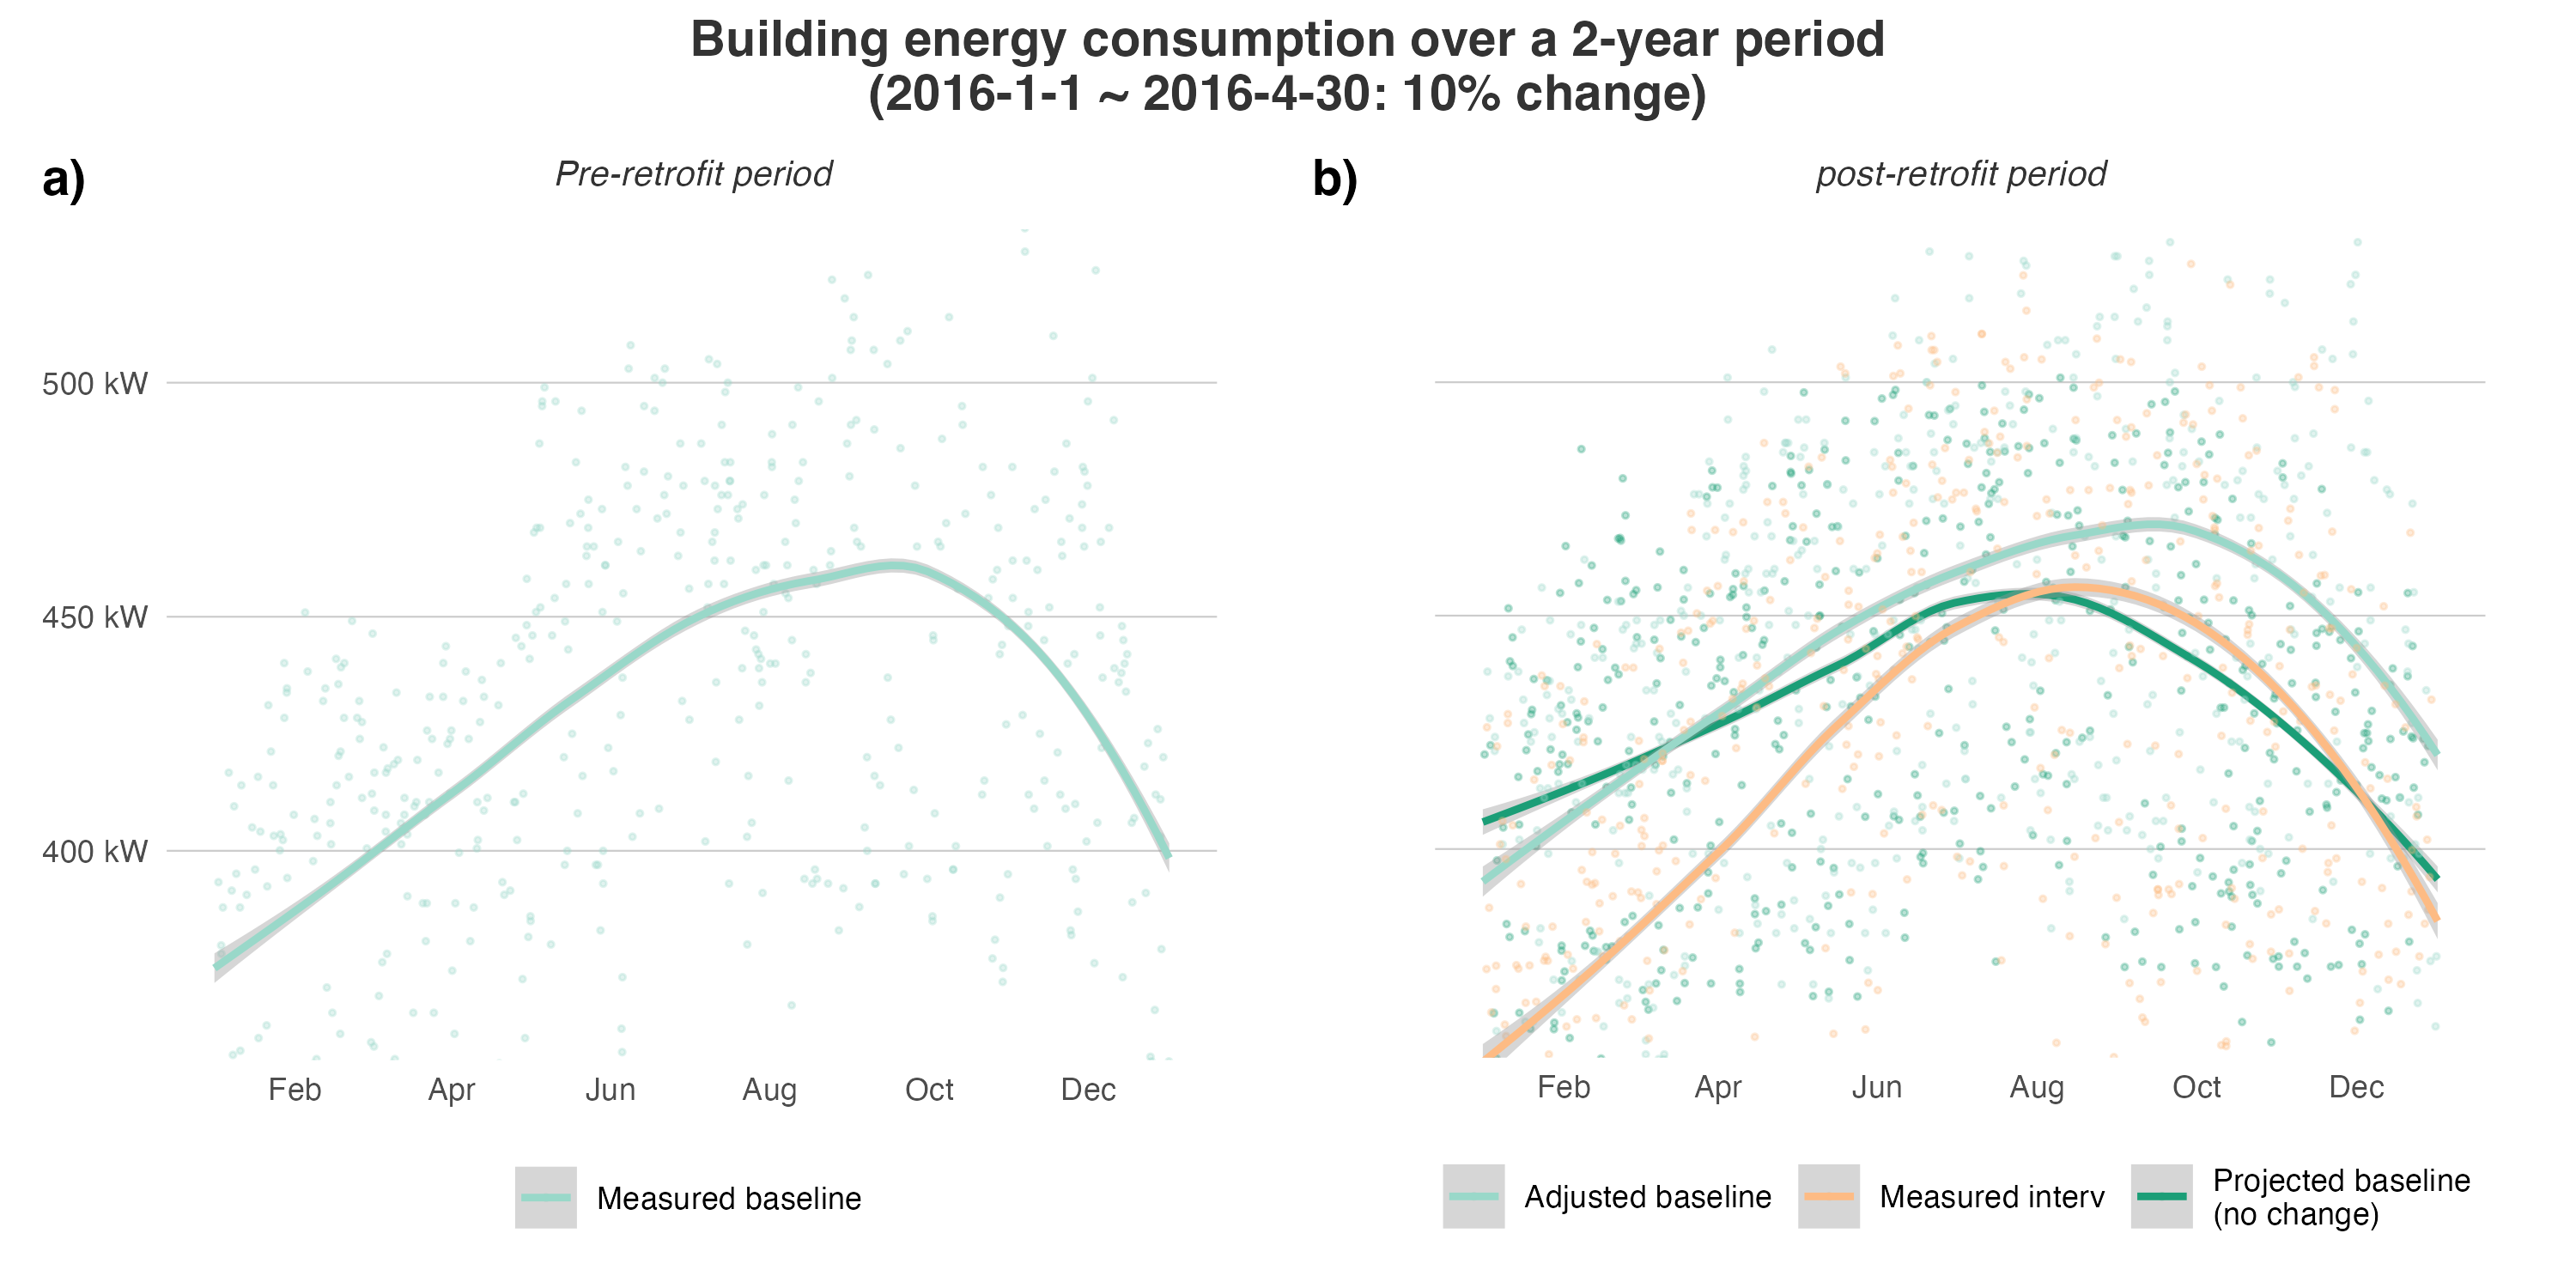 Building energy consumption over a 2-year period
(2016-1-1 ~ 2016-4-30: 10% change)
a)
Pre-retrofit period
500 kW
450 kW
400 kW
Feb Apr Jun Aug Oct Dec
Measured baseline
b)
post-retrofit period
Feb Apr Jun Aug Oct Dec
Adjusted baseline
Measured interv
Projected baseline
(no change)